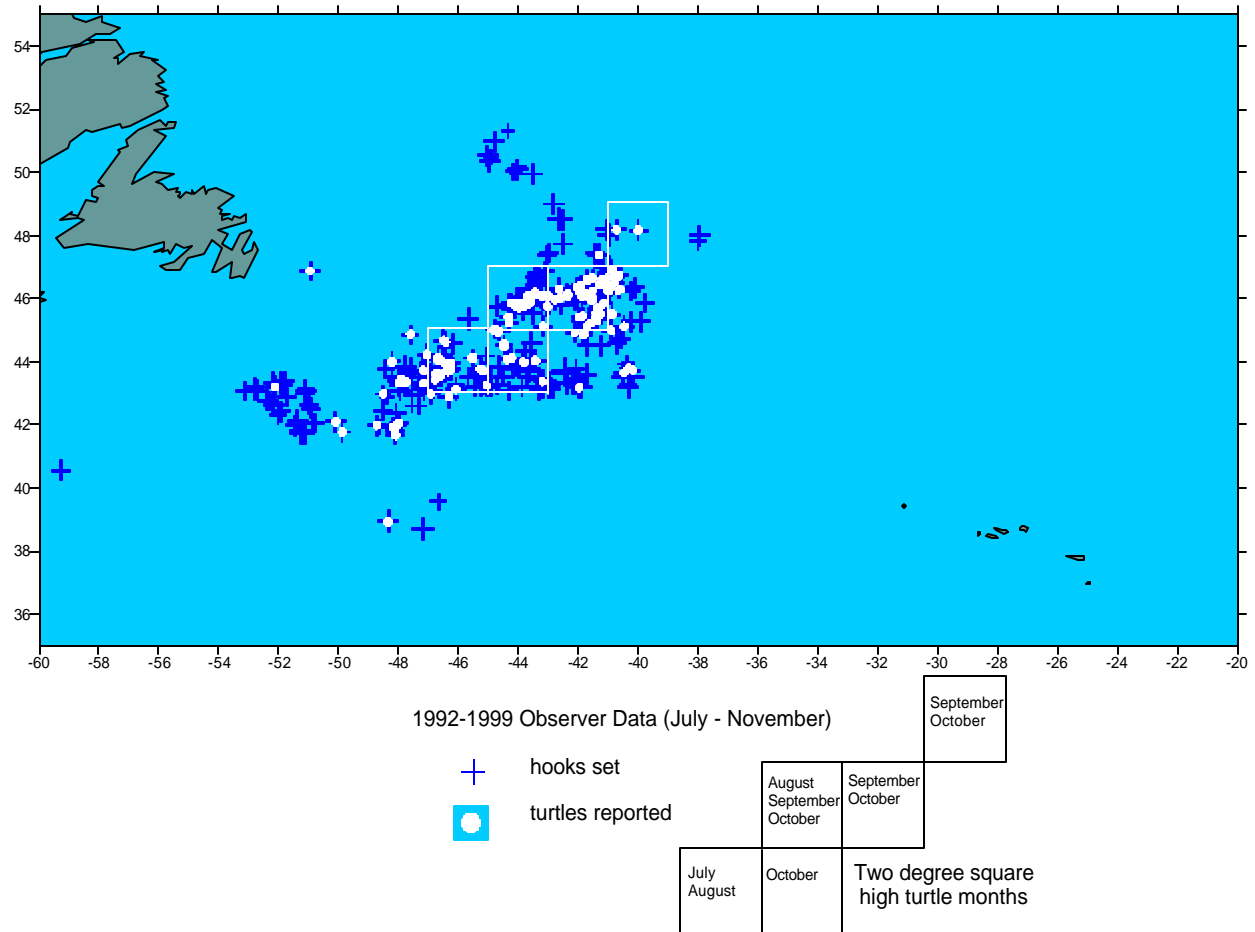 54
52
50
48
46
44
42
40
38
36
-60 -58 -56 -54 -52 -50 -48 -46 -44 -42 -40 -38 -36 -34 -32 -30 -28 -26 -24 -22 -20
1992-1999 Observer Data (July - November)
hooks set
turtles reported
September
October
August
September
October
September
October
July
August
October
Two degree square
high turtle months